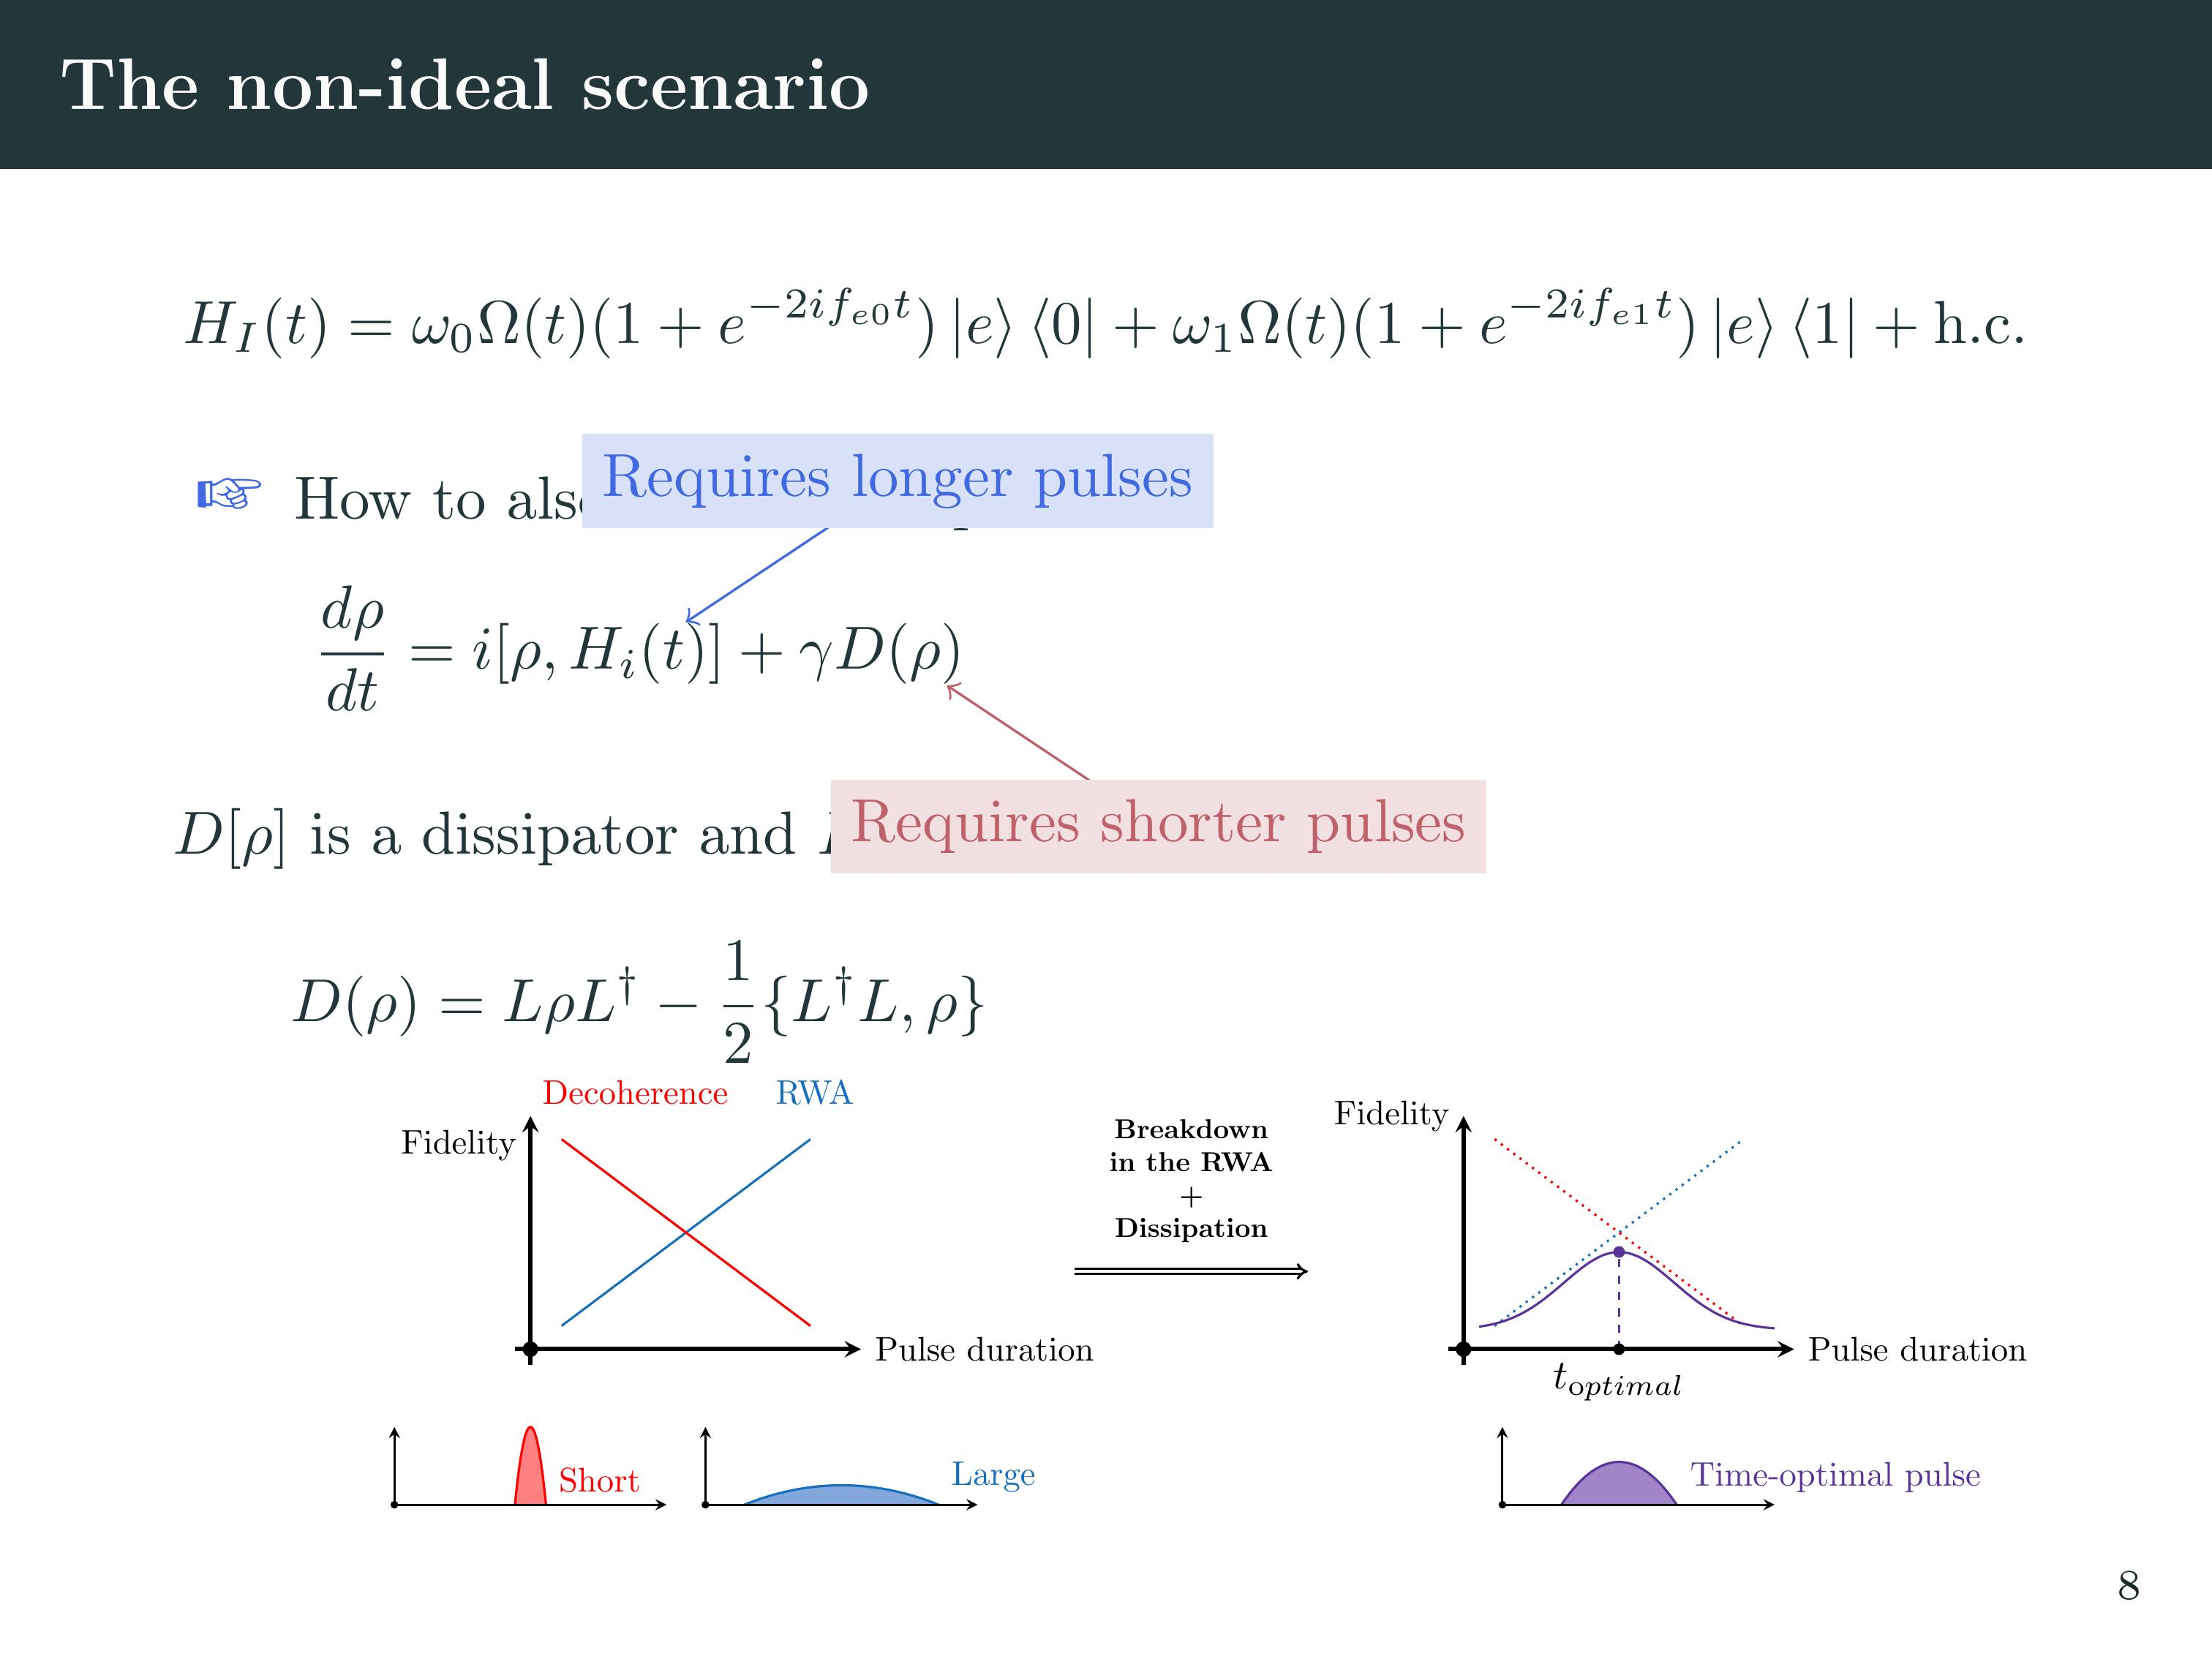 The non-ideal scenario
H_I(t) = ω_0Ω(t)(1 + e^{−2if_{e0}t}) |e⟩ ⟨0| + ω_1Ω(t)(1 + e^{−2if_{e1}t}) |e⟩ ⟨1| + h.c.
Requires longer pulses
☞ How to
dρ/dt = i[ρ, H_i(t)] + γD(ρ)
D[ρ] is a dissipator and
Requires shorter pulses
D(ρ) = LρL^† − 1/2{L^†L, ρ}
Decoherence RWA
Fidelity
Pulse duration
Short
Large
Breakdown
in the RWA
+
Dissipation
Fidelity
Pulse duration
t_{optimal}
Time-optimal pulse
8